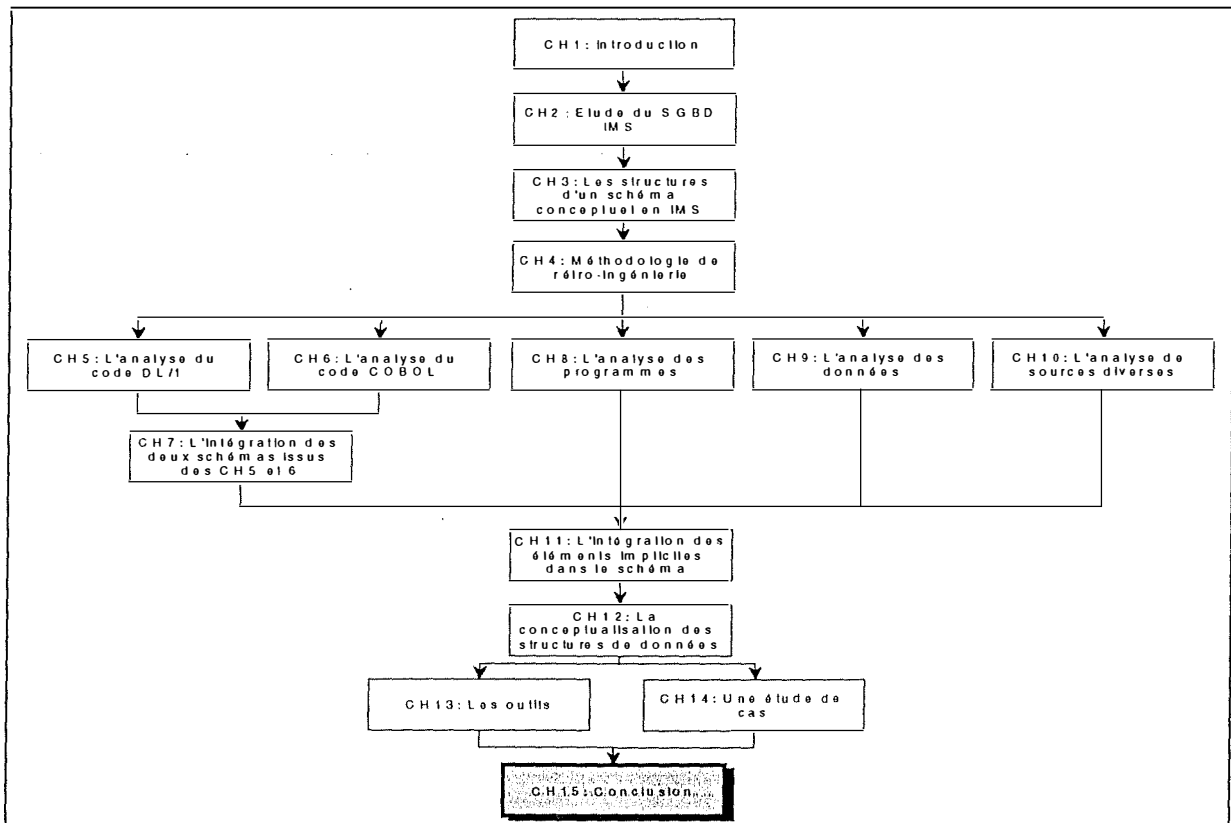 CH1: Introduction
CH2: Etude du SGBD
IMS
CH3: Les structures
d'un schéma
conceptuel en IMS
CH4: Méthodologie de
rétro-ingénierie
CH5: L'analyse du
code DL/1
CH6: L'analyse du
code COBOL
CH8: L'analyse des
programmes
CH9: L'analyse des
données
CH10: L'analyse de
sources diverses
CH7: L'intégration des
deux schémas issus
des CH5 et 6
CH11: L'intégration des
éléments implicites
dans le schéma
CH12: La
conceptualisation des
structures de données
CH13: Les outils
CH14: Une étude de
cas
CH15: Conclusion